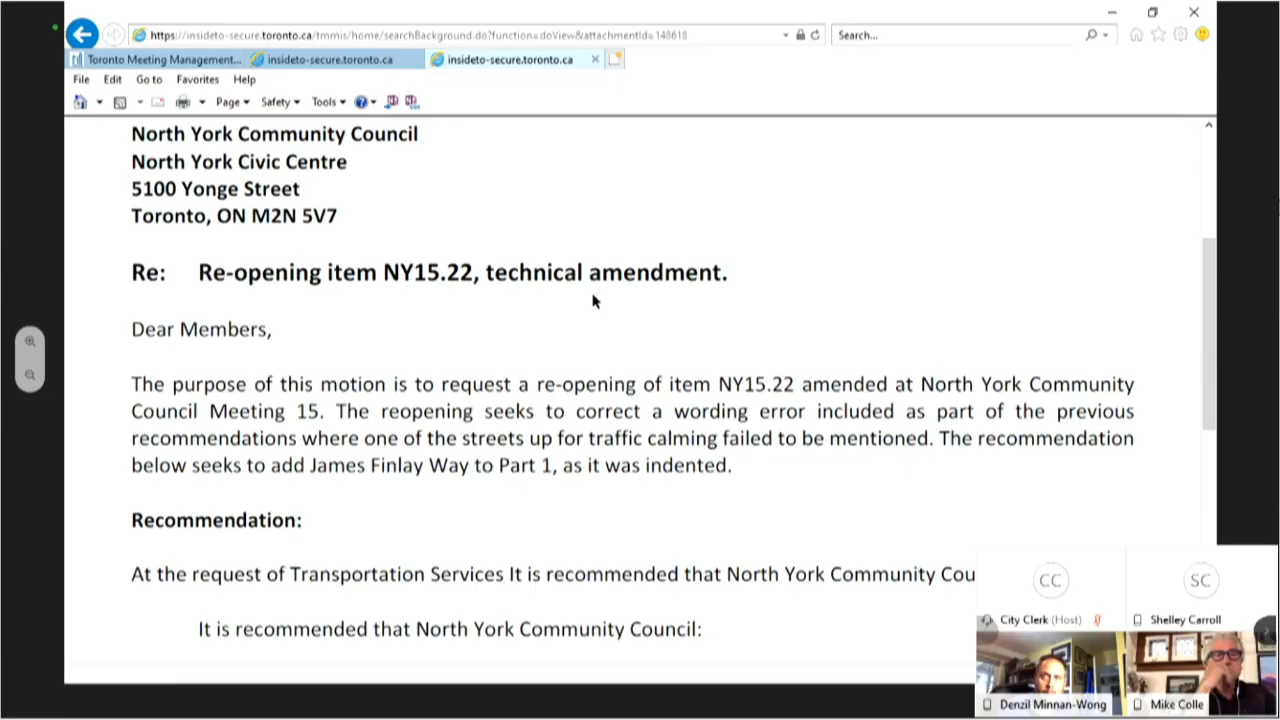 https://insideto-secure.toronto.ca/tmmis/home/searchBackground.do?function=doView&attachmentId=148618
Search...
Toronto Meeting Management...
insideto-secure.toronto.ca
insideto-secure.toronto.ca
File Edit Go to Favorites Help
Page Safety Tools
North York Community Council
North York Civic Centre
5100 Yonge Street
Toronto, ON M2N 5V7
Re: Re-opening item NY15.22, technical amendment.
Dear Members,
The purpose of this motion is to request a re-opening of item NY15.22 amended at North York Community
Council Meeting 15. The reopening seeks to correct a wording error included as part of the previous
recommendations where one of the streets up for traffic calming failed to be mentioned. The recommendation
below seeks to add James Finlay Way to Part 1, as it was indented.
Recommendation:
At the request of Transportation Services It is recommended that North York Community Cou
It is recommended that North York Community Council:
CC
SC
City Clerk (Host)
Shelley Carroll
Denzil Minnan-Wong
Mike Colle